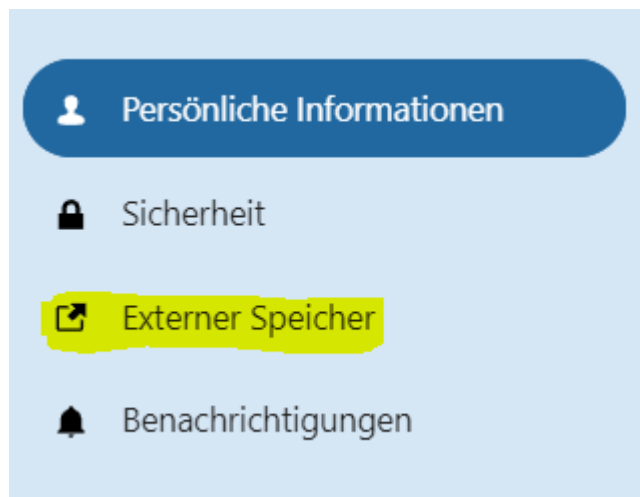 Persönliche Informationen
Sicherheit
Externer Speicher
Benachrichtigungen